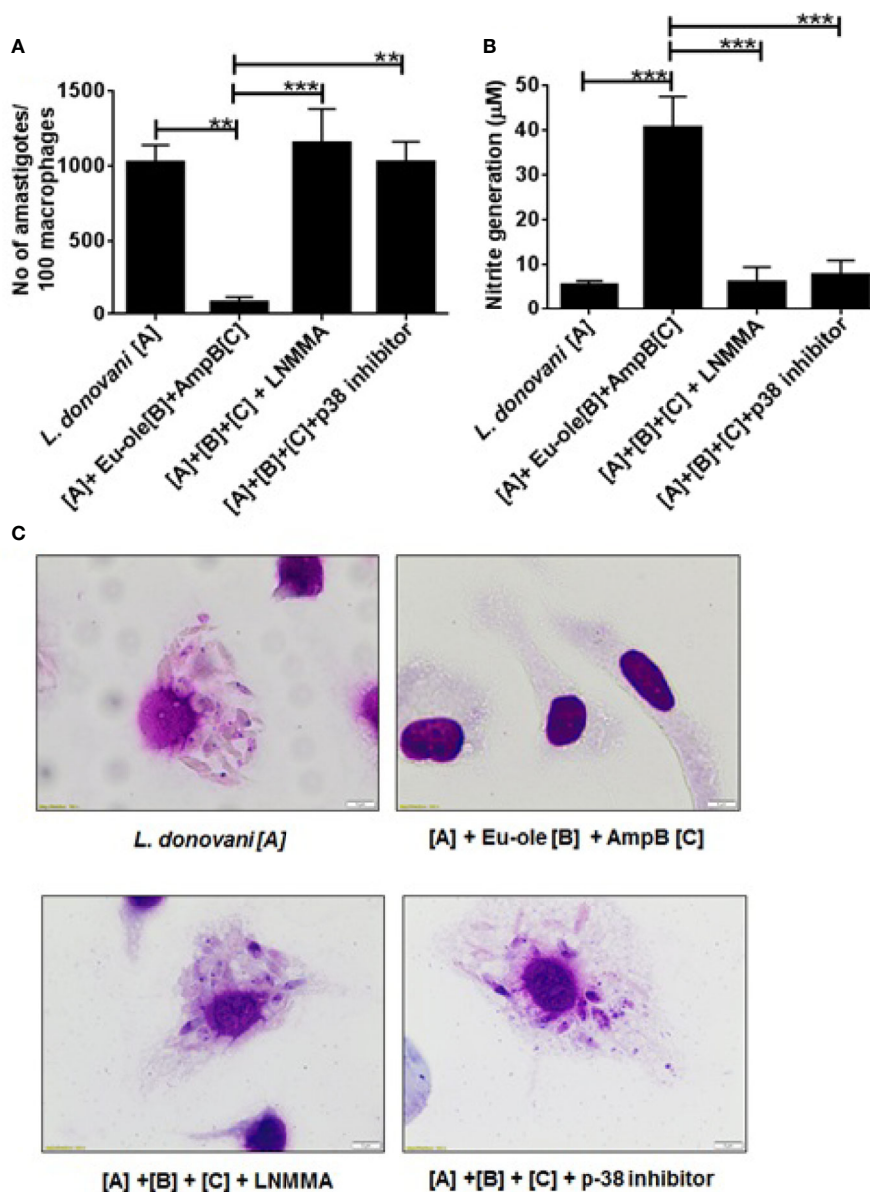 A
**
***
**
1500
1000
500
0
No of amastigotes/
100 macrophages
L. donovani [A]
[A]+ Eu-ole[B]+AmpB[C]
[A]+[B]+[C] + LNMMA
[A]+[B]+[C]+p38 inhibitor
B
***
***
***
50
40
30
20
10
0
Nitrite generation (µM)
L. donovani [A]
[A]+ Eu-ole[B]+AmpB[C]
[A]+[B]+[C] + LNMMA
[A]+[B]+[C]+p38 inhibitor
C
L. donovani [A]
[A] + Eu-ole [B] + AmpB [C]
[A] +[B] + [C] + LNMMA
[A] +[B] + [C] + p-38 inhibitor